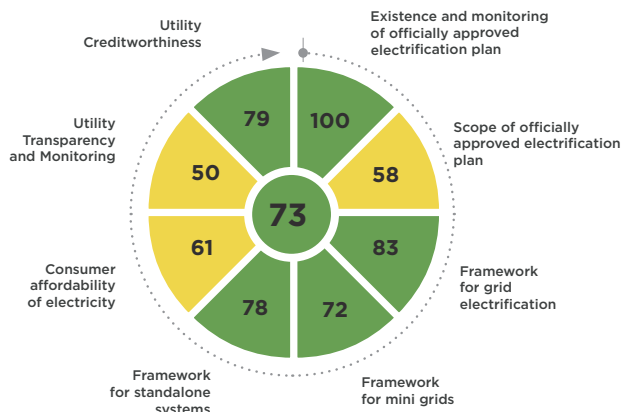 Existence and monitoring
of officially approved
electrification plan
100
Scope of officially
approved electrification
plan
58
Framework
for grid
electrification
83
Framework
for mini grids
72
Framework
for standalone
systems
78
Consumer
affordability
of electricity
61
Utility
Transparency
and Monitoring
50
Utility
Creditworthiness
79
73